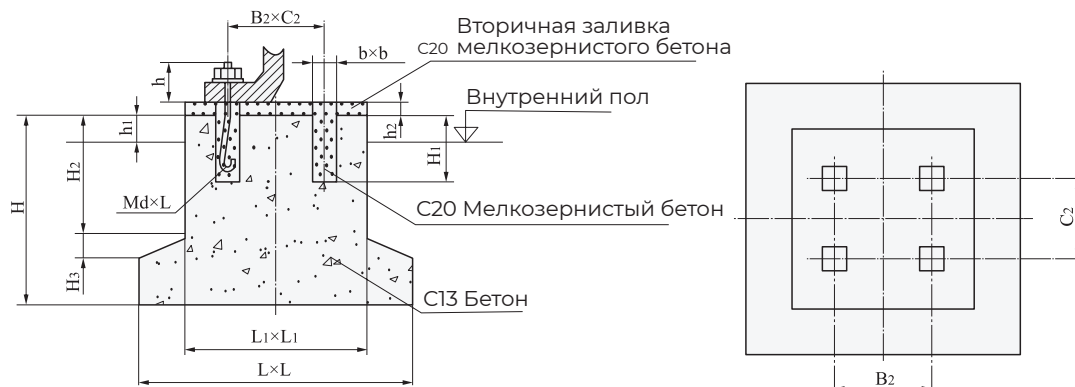 B2×C2
Вторичная заливка
C20 мелкозернистого бетона
b×b
h
Внутренний пол
h1
h2
H1
H2
H
Md×L
C20 Мелкозернистый бетон
H3
C13 Бетон
L1×L1
L×L
C2
B2